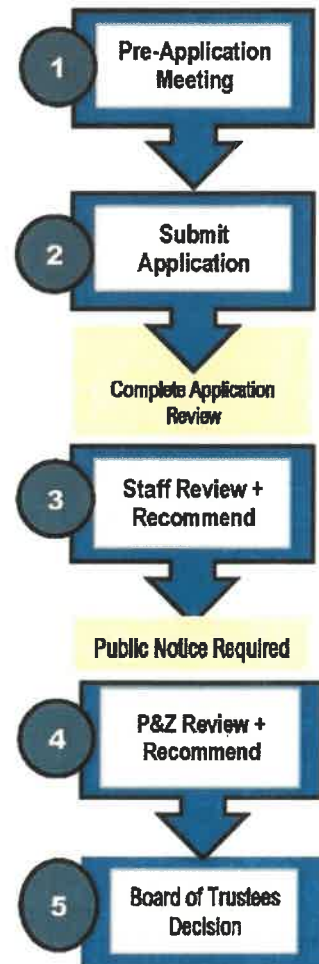 1
Pre-Application
Meeting
2
Submit
Application
Complete Application
Review
3
Staff Review +
Recommend
Public Notice Required
4
P&Z Review +
Recommend
5
Board of Trustees
Decision